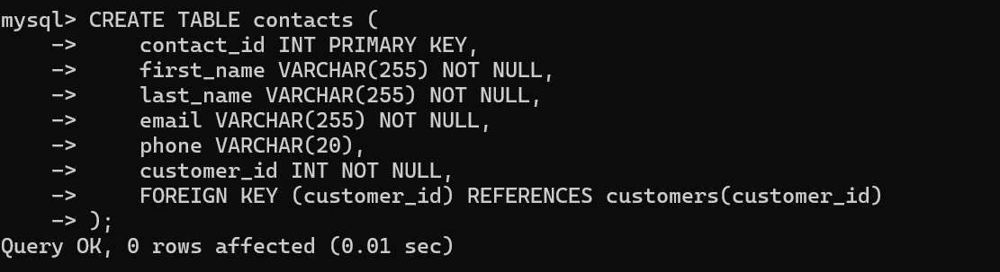 mysql> CREATE TABLE contacts (
    ->     contact_id INT PRIMARY KEY,
    ->     first_name VARCHAR(255) NOT NULL,
    ->     last_name VARCHAR(255) NOT NULL,
    ->     email VARCHAR(255) NOT NULL,
    ->     phone VARCHAR(20),
    ->     customer_id INT NOT NULL,
    ->     FOREIGN KEY (customer_id) REFERENCES customers(customer_id)
    -> );
Query OK, 0 rows affected (0.01 sec)